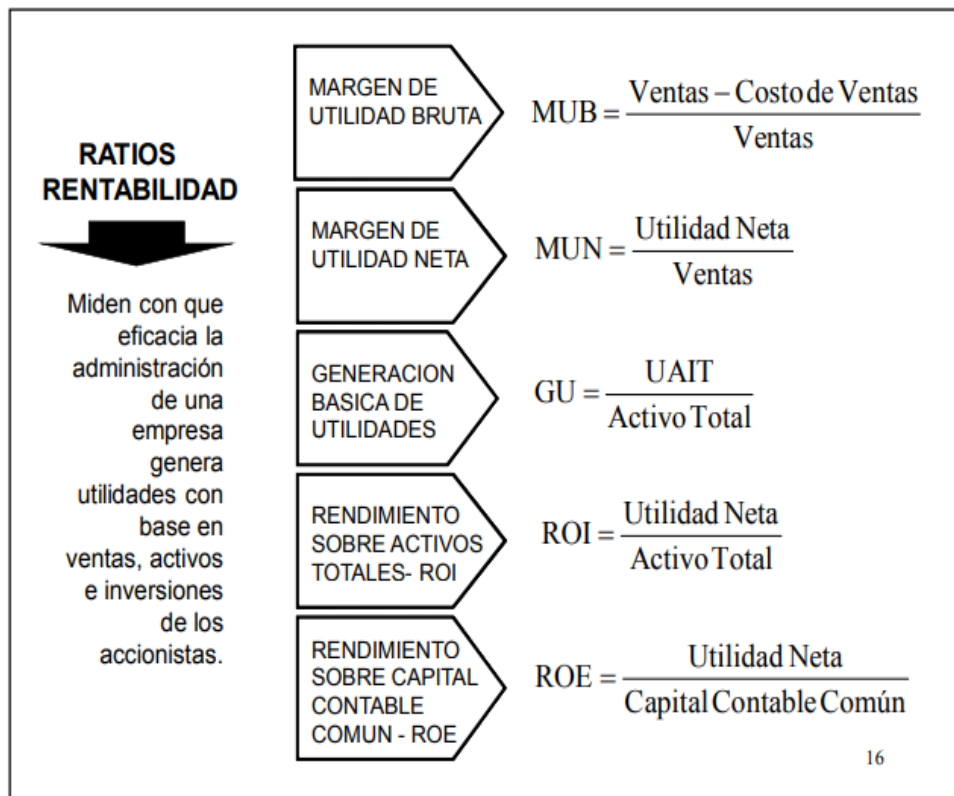 RATIOS
RENTABILIDAD
Miden con que
eficacia la
administración
de una
empresa
genera
utilidades con
base en
ventas, activos
e inversiones
de los
accionistas.
MARGEN DE
UTILIDAD BRUTA
MUB = (Ventas – Costo de Ventas) / Ventas
MARGEN DE
UTILIDAD NETA
MUN = Utilidad Neta / Ventas
GENERACION
BASICA DE
UTILIDADES
GU = UAIT / Activo Total
RENDIMIENTO
SOBRE ACTIVOS
TOTALES- ROI
ROI = Utilidad Neta / Activo Total
RENDIMIENTO
SOBRE CAPITAL
CONTABLE
COMUN - ROE
ROE = Utilidad Neta / Capital Contable Común
16